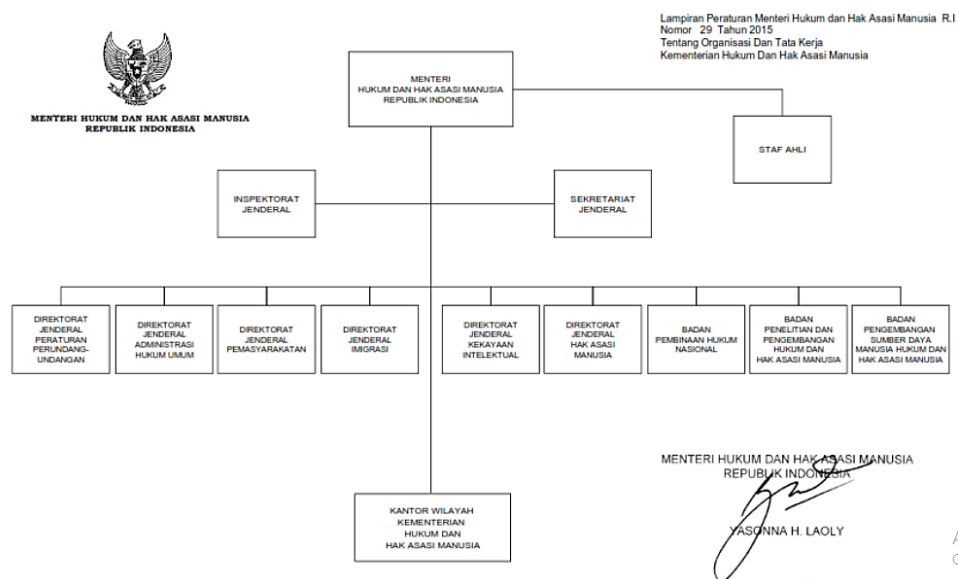 Lampiran Peraturan Menteri Hukum dan Hak Asasi Manusia R.I
Nomor 29 Tahun 2015
Tentang Organisasi Dan Tata Kerja
Kementerian Hukum Dan Hak Asasi Manusia
MENTERI HUKUM DAN HAK ASASI MANUSIA
REPUBLIK INDONESIA
MENTERI
HUKUM DAN HAK ASASI MANUSIA
REPUBLIK INDONESIA
STAF AHLI
INSPEKTORAT
JENDERAL
SEKRETARIAT
JENDERAL
DIREKTORAT
JENDERAL
PERATURAN
PERUNDANG-
UNDANGAN
DIREKTORAT
JENDERAL
ADMINISTRASI
HUKUM UMUM
DIREKTORAT
JENDERAL
PEMASYARAKATAN
DIREKTORAT
JENDERAL
IMIGRASI
DIREKTORAT
JENDERAL
KEKAYAAN
INTELEKTUAL
DIREKTORAT
JENDERAL
HAK ASASI
MANUSIA
BADAN
PEMBINAAN HUKUM
NASIONAL
BADAN
PENELITIAN DAN
PENGEMBANGAN
HUKUM DAN
HAK ASASI MANUSIA
BADAN
PENGEMBANGAN
SUMBER DAYA
MANUSIA HUKUM DAN
HAK ASASI MANUSIA
KANTOR WILAYAH
KEMENTERIAN
HUKUM DAN
HAK ASASI MANUSIA
MENTERI HUKUM DAN HAK ASASI MANUSIA
REPUBLIK INDONESIA
YASONNA H. LAOLY